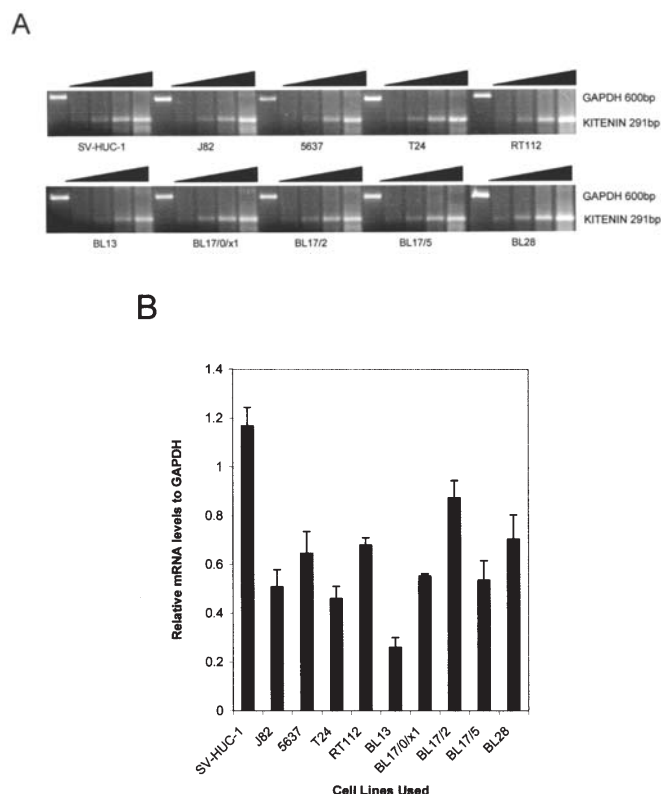 A
GAPDH 600bp
KITENIN 291bp
SV-HUC-1 J82 5637 T24 RT112
GAPDH 600bp
KITENIN 291bp
BL13 BL17/0/x1 BL17/2 BL17/5 BL28
B
Relative mRNA levels to GAPDH
1.4
1.2
1
0.8
0.6
0.4
0.2
0
SV-HUC-1 J82 5637 T24 RT112 BL13 BL17/0/x1 BL17/2 BL17/5 BL28
Cell Lines Used